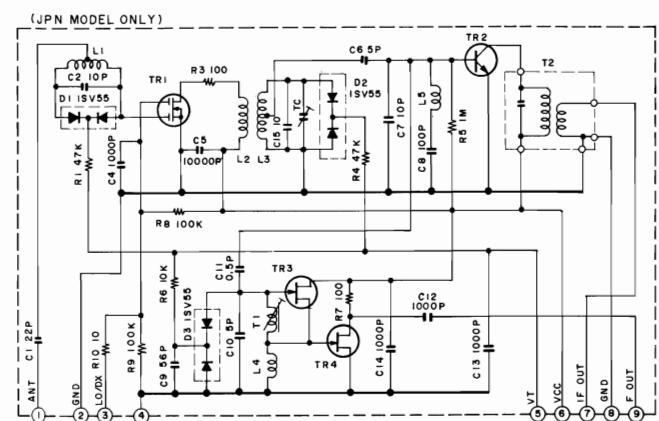 (JPN MODEL ONLY)
L1
C2 10P
D1 1SV55
TR1
R3 100
C5
10000P
L2
L3
C15 10
TC
D2
1SV55
C6 5P
TR2
T2
C7 10P
L5
C8 100P
R5 1M
R1 47K
C4 1000P
R4 47K
R8 100K
R6 10K
D3 1SV55
C11
0.5P
C10 5P
T1
L4
TR3
TR4
R7 100
C12
1000P
C14 1000P
C13 1000P
C9 56P
C1 22P
R10 10
R9 100K
ANT
GND
LO/DX
VT
VCC
IF OUT
GND
F OUT
1
2
3
4
5
6
7
8
9